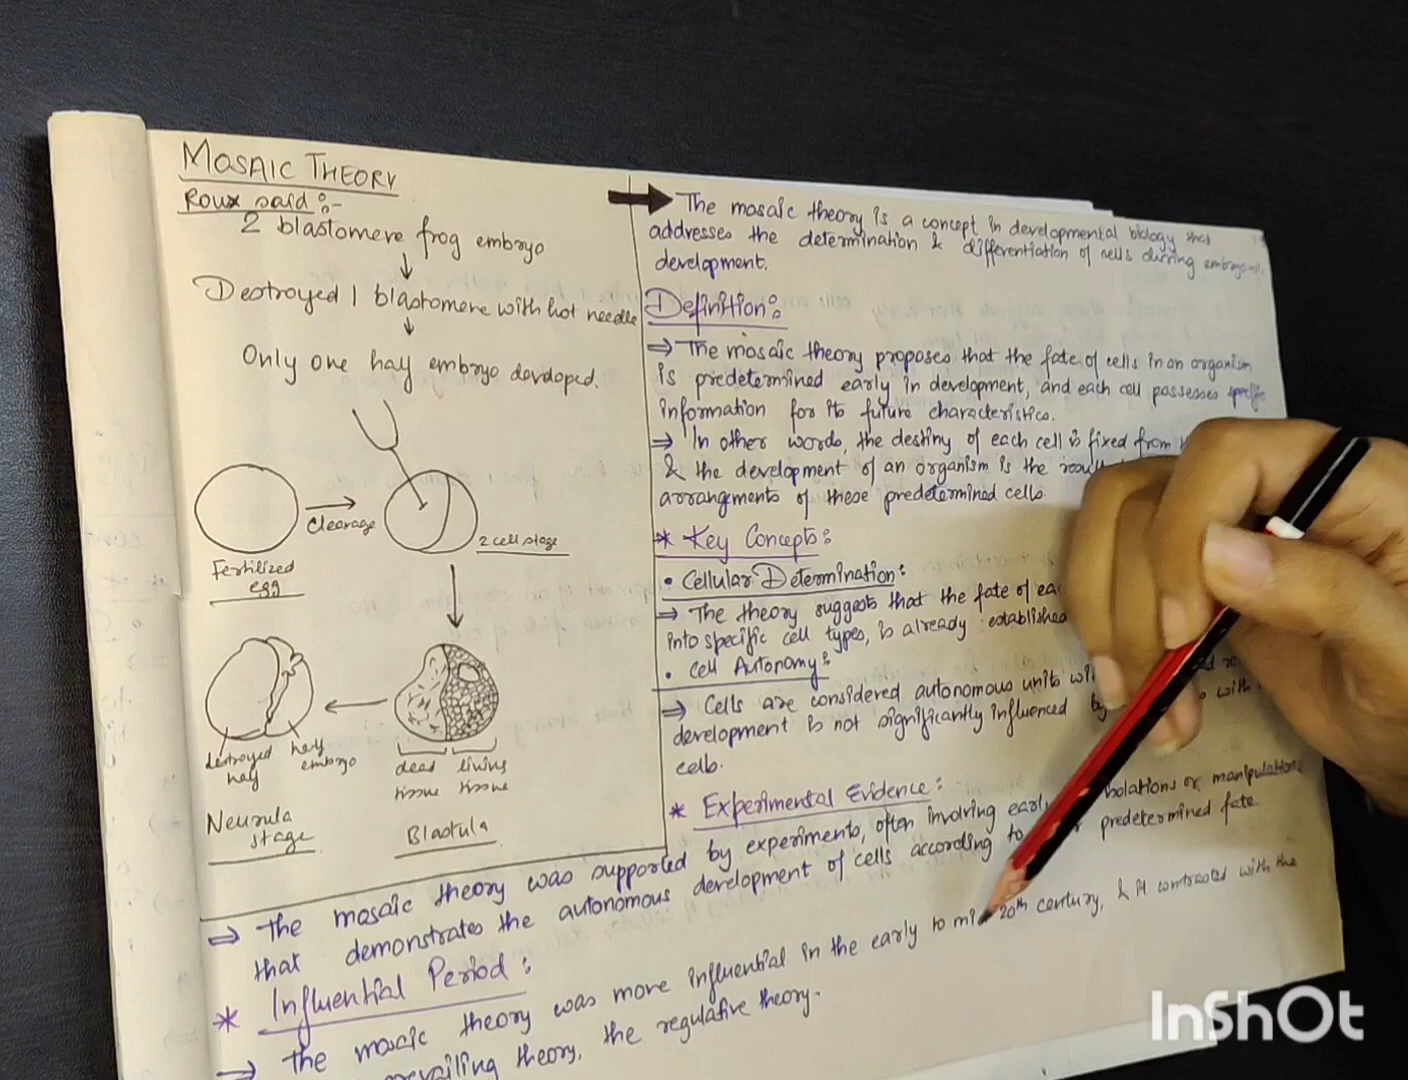 MOSAIC THEORY
Roux said :-
2 blastomere frog embryo
Destroyed 1 blastomere with hot needle
Only one hay embryo developed.
Cleavage
Fertilized
egg
2 cell stage
destroyed
hay
hay
embryo
Neurula
stage
dead
tissue
living
tissue
Blastula
The mosaic theory is a concept in developmental biology that
addresses the determination & differentiation of cells during
development.
Definition:
⇒ The mosaic theory proposes that the fate of cells in an organism
is predetermined early in development, and each cell possesses specific
information for its future characteristics.
⇒ In other words, the destiny of each cell is fixed from
& the development of an organism is the
arrangements of these predetermined cells.
* Key Concepts:
• Cellular Determination:
⇒ The theory suggests that the fate of
into specific cell types, is already established
• Cell Autonomy:
⇒ Cells are considered autonomous units
development is not significantly influenced with
cells.
* Experimental Evidence:
⇒ The mosaic theory was supported by experiments, often involving isolations or manipulations
that demonstrates the autonomous development of cells according to predetermined fate.
* Influential Period:
⇒ The mosaic theory was more influential in the early to 20th century, & it contrasted with the
theory, the regulative theory.
InShOt